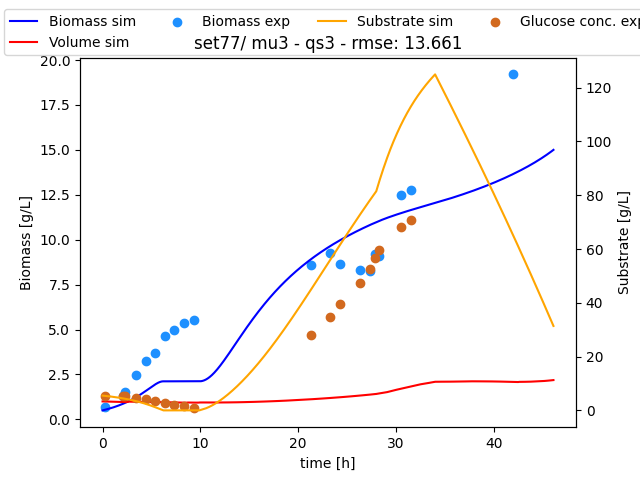 Biomass sim
Biomass exp
Substrate sim
Glucose conc. exp
Volume sim
set77/ mu3 - qs3 - rmse: 13.661
20.0
17.5
15.0
12.5
10.0
7.5
5.0
2.5
0.0
Biomass [g/L]
120
100
80
60
40
20
0
Substrate [g/L]
0
10
20
30
40
time [h]